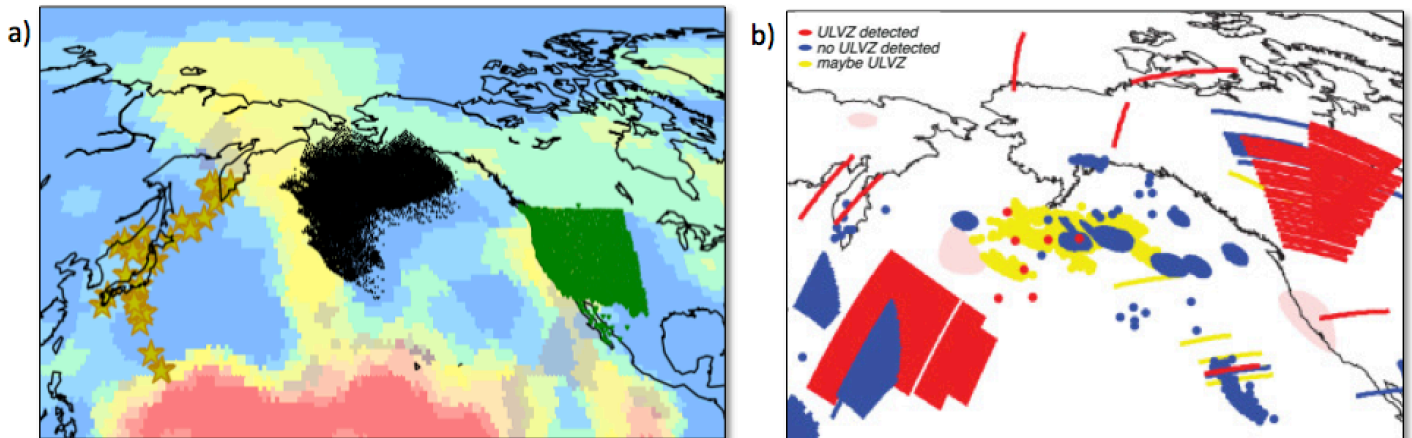 a)
b)
ULVZ detected
no ULVZ detected
maybe ULVZ